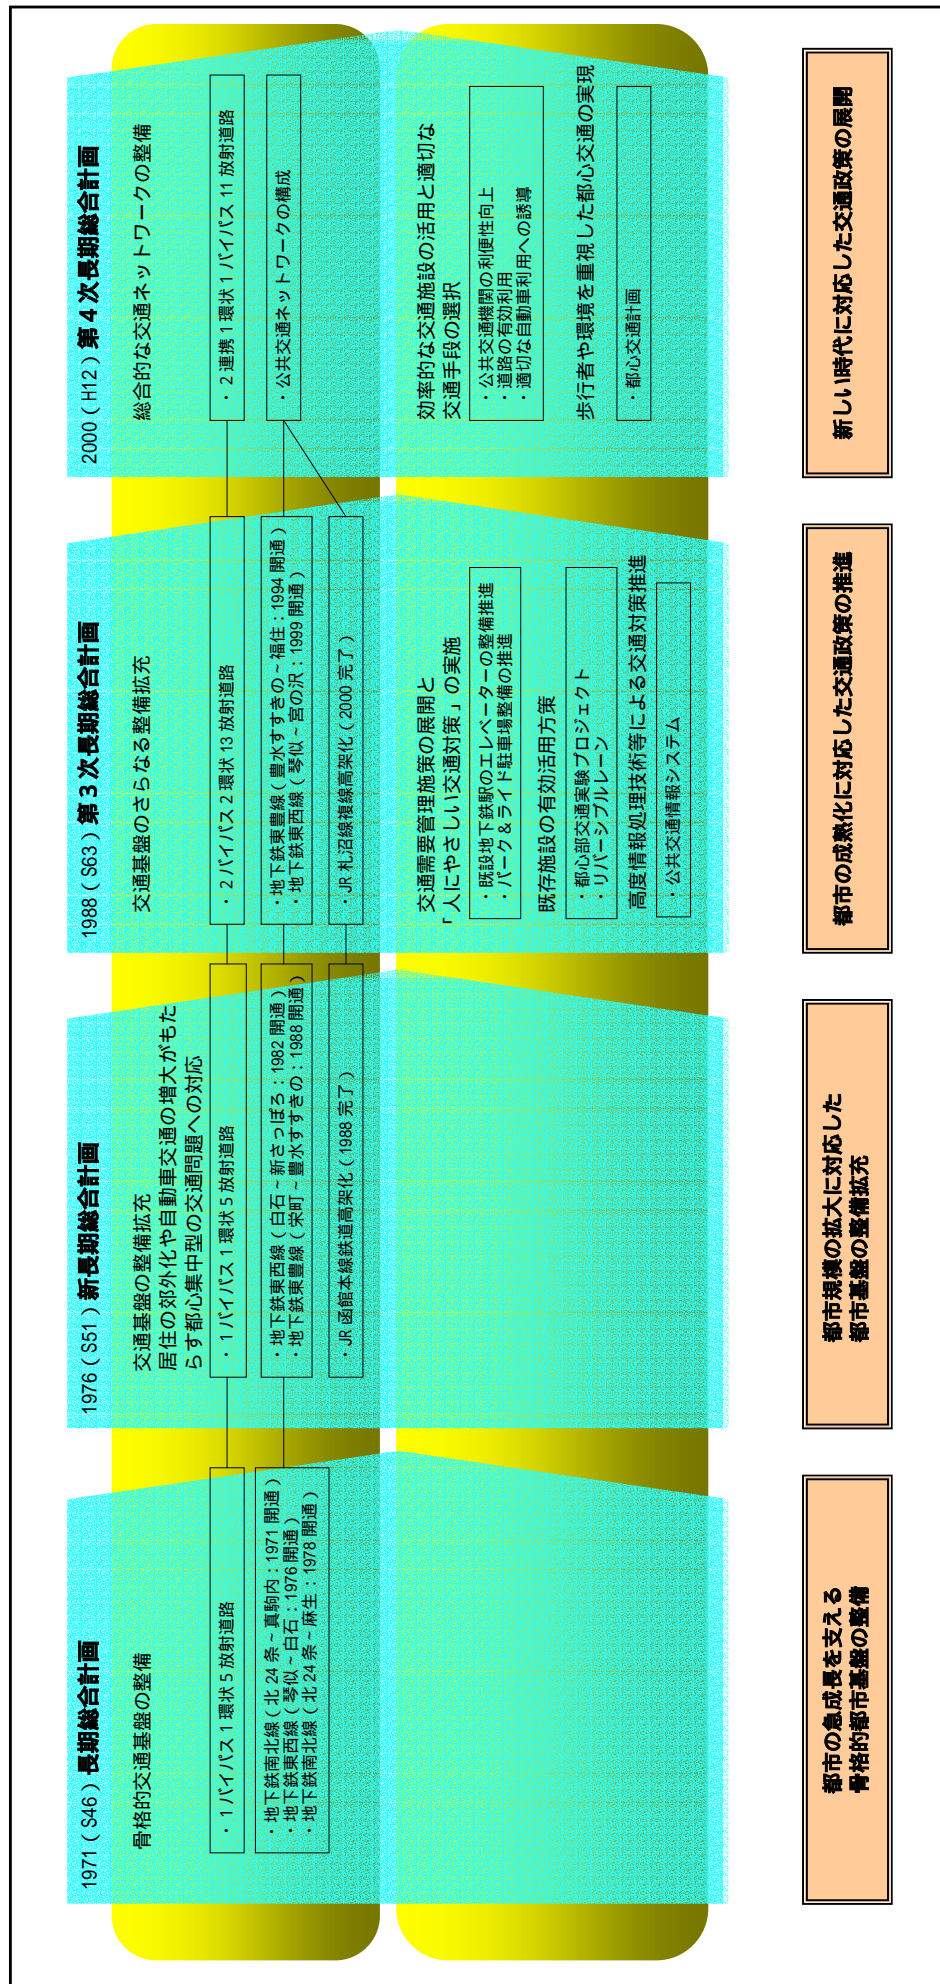 1971（S46）長期総合計画
骨格的交通基盤の整備
・1バイパス1環状5放射道路
・地下鉄南北線（北24条～真駒内：1971開通）
・地下鉄東西線（琴似～白石：1976開通）
・地下鉄南北線（北24条～麻生：1978開通）
都市の急成長を支える
骨格的都市基盤の整備
1976（S51）新長期総合計画
交通基盤の整備拡充
居住の郊外化や自動車交通の増大がもた
らす都心集中型の交通問題への対応
・1バイパス1環状5放射道路
・地下鉄東西線（白石～新さっぽろ：1982開通）
・地下鉄東豊線（栄町～豊水すすきの：1988開通）
・JR函館本線鉄道高架化（1988完了）
都市規模の拡大に対応した
都市基盤の整備拡充
1988（S63）第3次長期総合計画
交通基盤のさらなる整備拡充
・2バイパス2環状13放射道路
・地下鉄東豊線（豊水すすきの～福住：1994開通）
・地下鉄東西線（琴似～宮の沢：1999開通）
・JR札沼線複線高架化（2000完了）
交通需要管理施策の展開と
「人にやさしい交通対策」の実施
・既設地下鉄駅のエレベーターの整備推進
・パーク＆ライド駐車場整備の推進
既存施設の有効活用方策
・都心部交通実験プロジェクト
・リバーシブルレーン
高度情報処理技術等による交通対策推進
・公共交通情報システム
都市の成熟化に対応した交通政策の推進
2000（H12）第4次長期総合計画
総合的な交通ネットワークの整備
・2連携1環状1バイパス11放射道路
・公共交通ネットワークの構成
効率的な交通施設の活用と適切な
交通手段の選択
・公共交通機関の利便性向上
・道路の有効利用
・適切な自動車利用への誘導
歩行者や環境を重視した都心交通の実現
・都心交通計画
新しい時代に対応した交通政策の展開